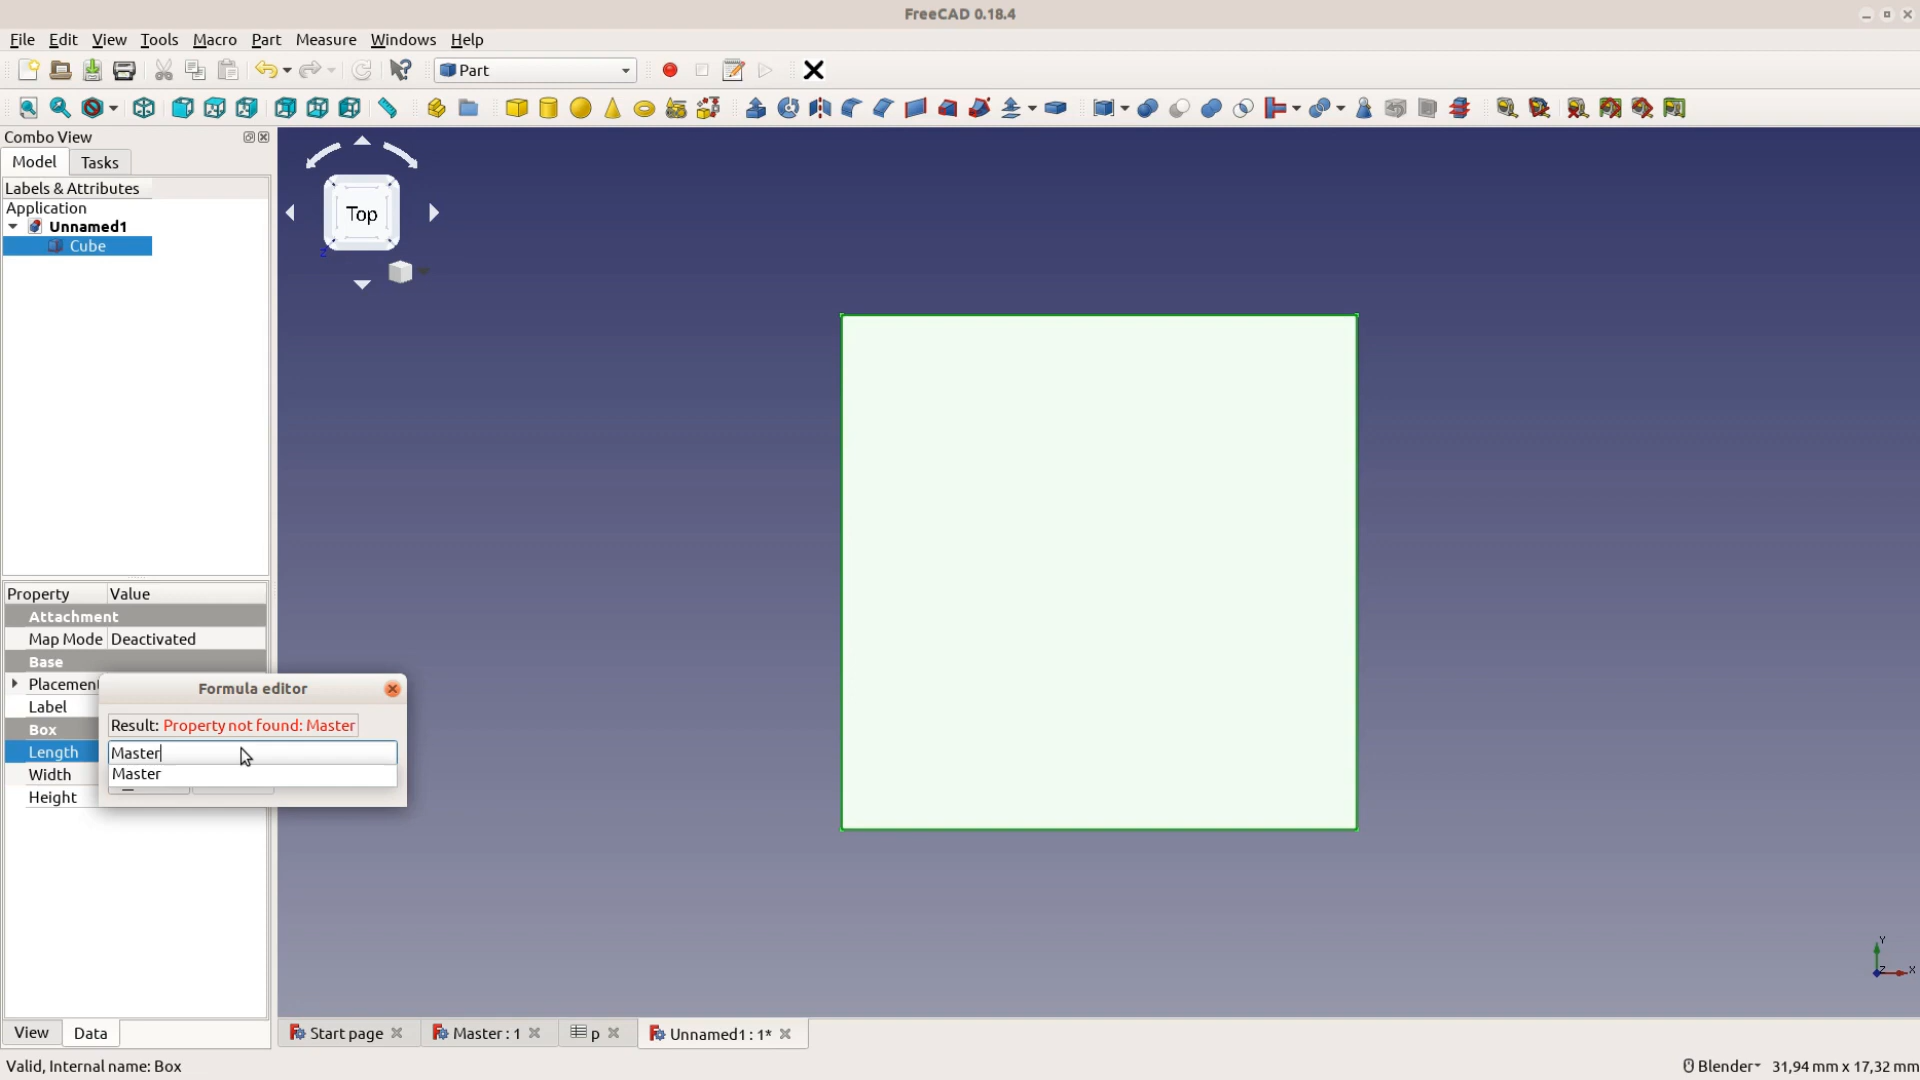 FreeCAD 0.18.4
File Edit View Tools Macro Part Measure Windows Help
Part
Combo View
Model Tasks
Labels & Attributes
Application
Unnamed1
Cube
Top
Z
Property Value
Attachment
Map Mode Deactivated
Base
Placement
Label
Box
Length
Width
Height
Formula editor
Result: Property not found: Master
Master
Master
Y
Z X
View Data
Start page Master : 1 p Unnamed1 : 1*
Valid, Internal name: Box
Blender 31,94 mm x 17,32 mm